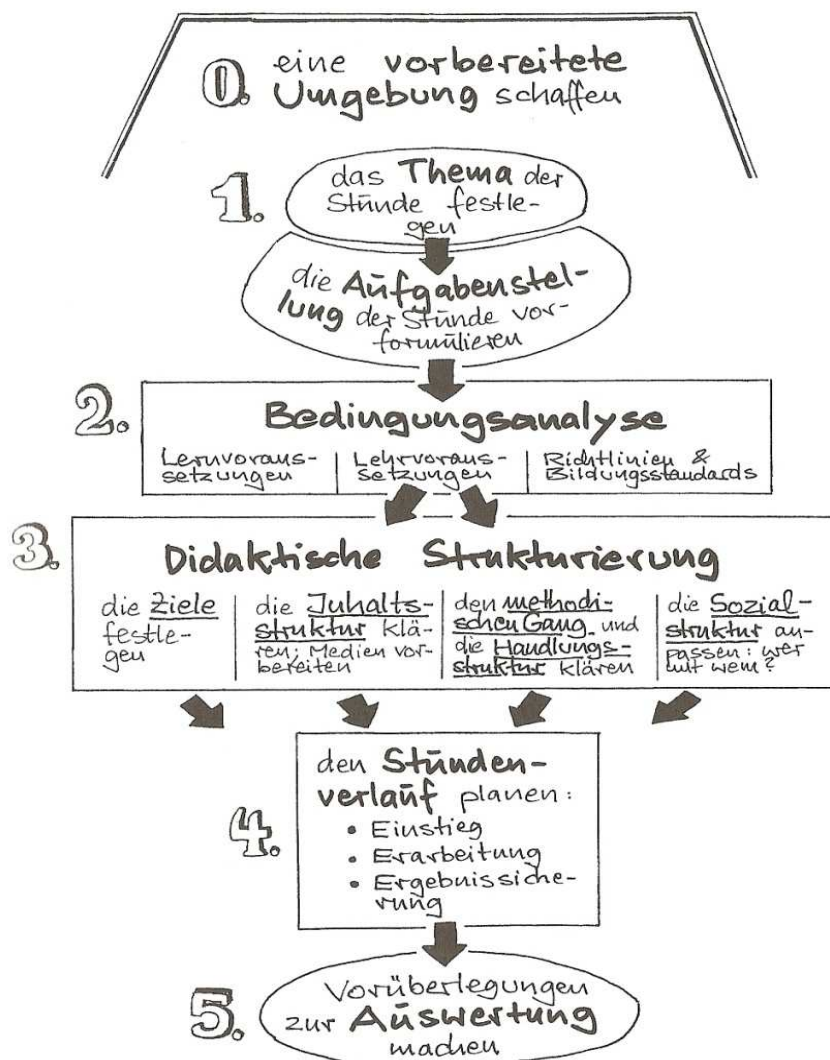 0. eine vorbereitete
Umgebung schaffen
1. das Thema der
Stunde festle-
gen
die Aufgabenstel-
lung der Stunde vor-
formulieren
2. Bedingungsanalyse
Lernvoraus-
setzungen
Lehrvoraus-
setzungen
Richtlinien &
Bildungsstandards
3. Didaktische Strukturierung
die Ziele
festle-
gen
die Inhalts-
struktur klä-
ren; Medien vor-
bereiten
den methodi-
schen Gang und
die Handlungs-
struktur klären
die Sozial-
struktur an-
passen: wer
mit wem?
4. den Stunden-
verlauf planen:
• Einstieg
• Erarbeitung
• Ergebnissiche-
rung
5. Vorüberlegungen
zur Auswertung
machen